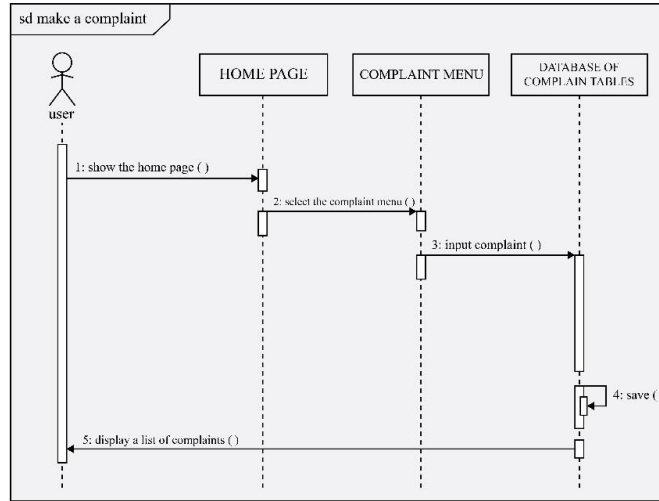 sd make a complaint
user
HOME PAGE
COMPLAINT MENU
DATABASE OF
COMPLAIN TABLES
1: show the home page ( )
2: select the complaint menu ( )
3: input complaint ( )
4: save (
5: display a list of complaints ( )